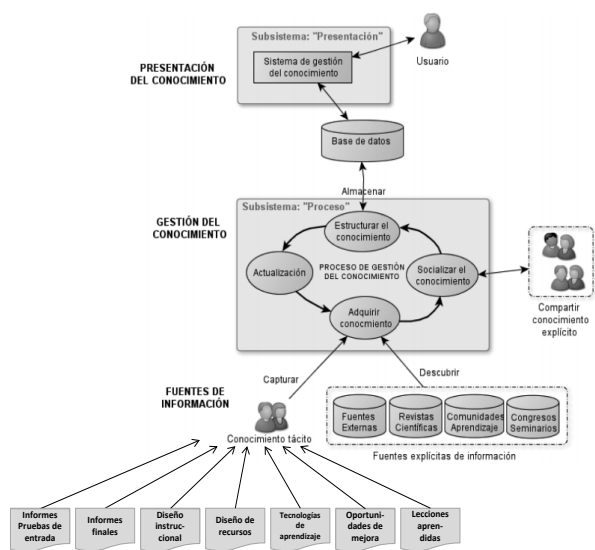 Subsistema: "Presentación"
PRESENTACIÓN
DEL CONOCIMIENTO
Sistema de gestión
del conocimiento
Usuario
Base de datos
Almacenar
GESTIÓN DEL
CONOCIMIENTO
Subsistema: "Proceso"
Estructurar el
conocimiento
Actualización
PROCESO DE GESTIÓN
DEL CONOCIMIENTO
Socializar el
conocimiento
Adquirir
conocmiento
Compartir
conocimiento
explícito
Capturar
Descubrir
FUENTES DE
INFORMACIÓN
Conocimiento tácito
Fuentes
Externas
Revistas
Científicas
Comunidades
Aprendizaje
Congresos
Seminarios
Fuentes explícitas de información
Informes
Pruebas de
entrada
Informes
finales
Diseño
instruc-
cional
Diseño de
recursos
Tecnologías
de
aprendizaje
Oportuni-
dades de
mejora
Lecciones
apren-
didas